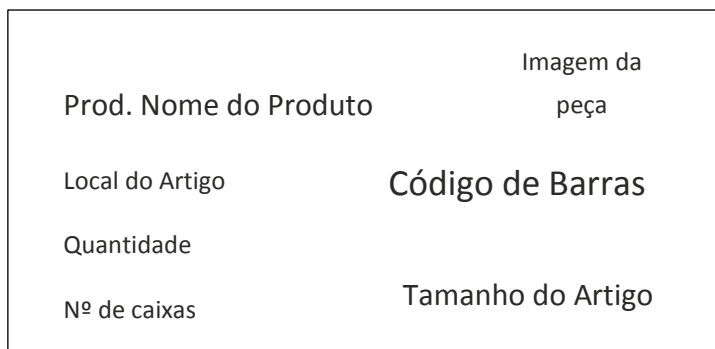 Imagem da
peça
Prod. Nome do Produto
Local do Artigo
Código de Barras
Quantidade
Tamanho do Artigo
Nº de caixas